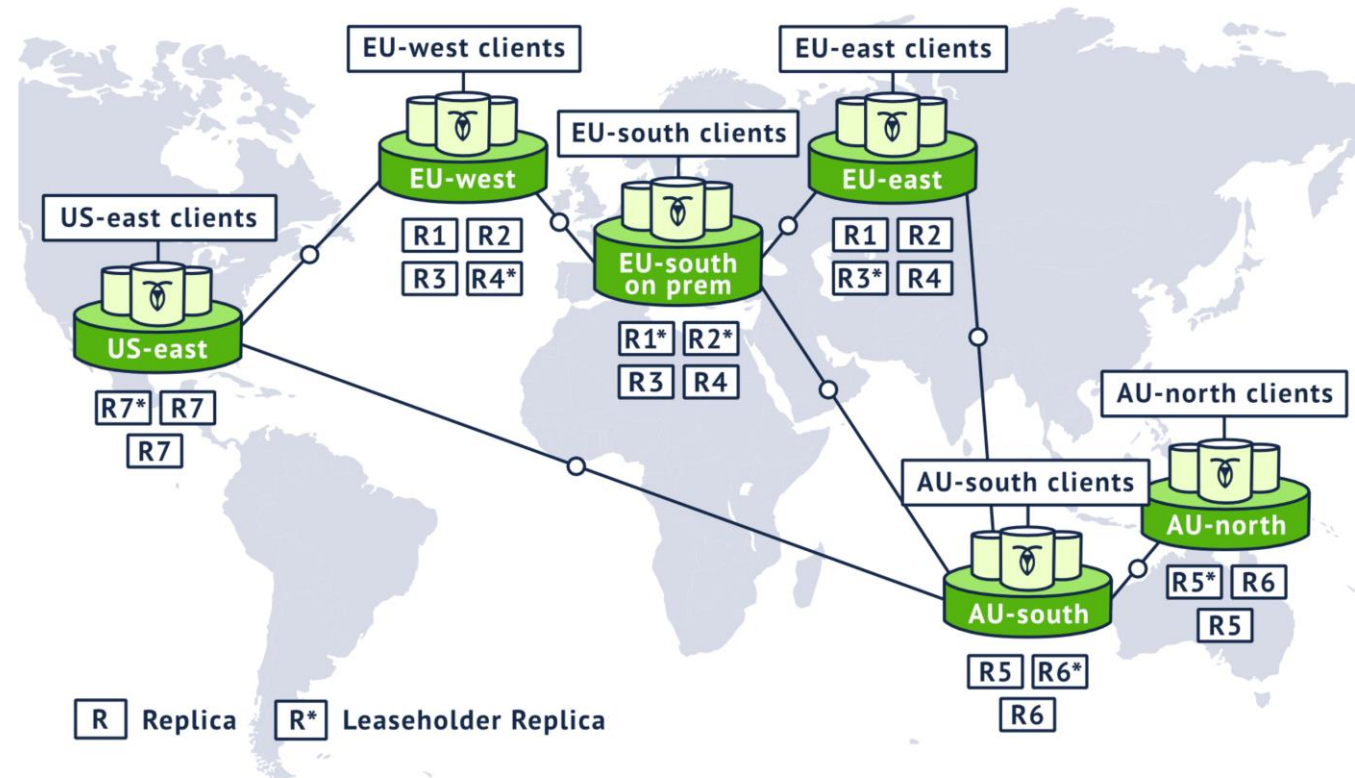 EU-west clients
EU-east clients
EU-south clients
US-east clients
EU-west
EU-east
R1 R2
R3 R4*
EU-south
on prem
R1 R2
R3* R4
US-east
R1* R2*
R3 R4
R7* R7
R7
AU-north clients
AU-south clients
AU-north
R5* R6
R5
AU-south
R5 R6*
R6
R Replica R* Leaseholder Replica